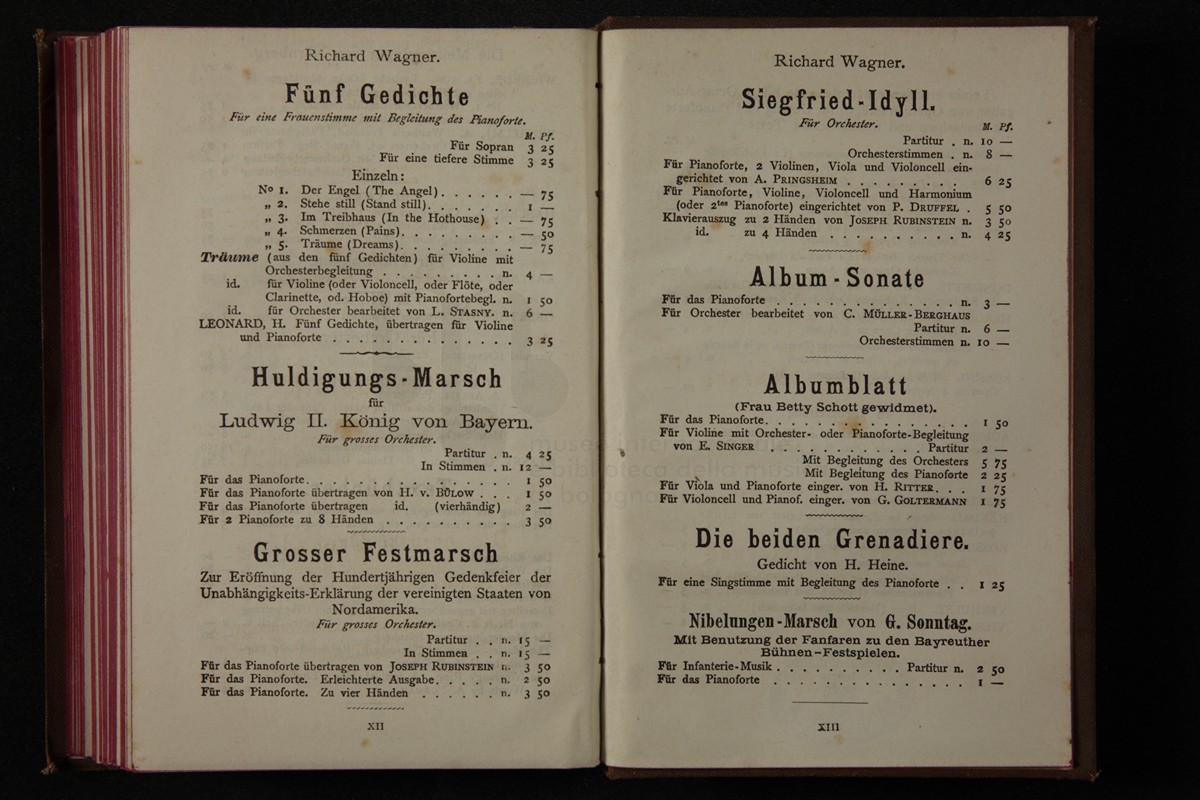 Richard Wagner.
Fünf Gedichte
Für eine Frauenstimme mit Begleitung des Pianoforte.
M. Pf.
Für Sopran 3 25
Für eine tiefere Stimme 3 25
Einzeln:
No 1. Der Engel (The Angel) . . . . . . — 75
„ 2. Stehe still (Stand still). . . . . . . 1 —
„ 3. Im Treibhaus (In the Hothouse) . . — 75
„ 4. Schmerzen (Pains). . . . . . . . . — 50
„ 5. Träume (Dreams). . . . . . . . . — 75
Träume (aus den fünf Gedichten) für Violine mit
Orchesterbegleitung . . . . . . . . . n. 4 —
id. für Violine (oder Violoncell, oder Flöte, oder
Clarinette, od. Hoboe) mit Pianofortebegl. n. 1 50
id. für Orchester bearbeitet von L. Stasny. n. 6 —
LEONARD, H. Fünf Gedichte, übertragen für Violine
und Pianoforte . . . . . . . . . . . . . . 3 25
Huldigungs-Marsch
für
Ludwig II. König von Bayern.
Für grosses Orchester.
Partitur . n. 4 25
In Stimmen . n. 12 —
Für das Pianoforte. . . . . . . . . . . . . . . . 1 50
Für das Pianoforte übertragen von H. v. Bülow . . . 1 50
Für das Pianoforte übertragen id. (vierhändig) 2 —
Für 2 Pianoforte zu 8 Händen . . . . . . . . . . 3 50
Grosser Festmarsch
Zur Eröffnung der Hundertjährigen Gedenkfeier der
Unabhängigkeits-Erklärung der vereinigten Staaten von
Nordamerika.
Für grosses Orchester.
Partitur . . n. 15 —
In Stimmen . . n. 15 —
Für das Pianoforte übertragen von Joseph Rubinstein n. 3 50
Für das Pianoforte. Erleichterte Ausgabe. . . . . n. 2 50
Für das Pianoforte. Zu vier Händen . . . . . . n. 3 50
XII
Richard Wagner.
Siegfried-Idyll.
Für Orchester.
M. Pf.
Partitur . n. 10 —
Orchesterstimmen . n. 8 —
Für Pianoforte, 2 Violinen, Viola und Violoncell ein-
gerichtet von A. Pringsheim . . . . . . . . . 6 25
Für Pianoforte, Violine, Violoncell und Harmonium
(oder 2tes Pianoforte) eingerichtet von P. Druffel . 5 50
Klavierauszug zu 2 Händen von Joseph Rubinstein n. 3 50
id. zu 4 Händen . . . . . . . . . . n. 4 25
Album-Sonate
Für das Pianoforte . . . . . . . . . . . . . . n. 3 —
Für Orchester bearbeitet von C. Müller-Berghaus
Partitur n. 6 —
Orchesterstimmen n. 10 —
Albumblatt
(Frau Betty Schott gewidmet).
Für das Pianoforte. . . . . . . . . . . . . . . . 1 50
Für Violine mit Orchester- oder Pianoforte-Begleitung
von E. Singer . . . . . . . . . . . . Partitur 2 —
Mit Begleitung des Orchesters 5 75
Mit Begleitung des Pianoforte 2 25
Für Viola und Pianoforte einger. von H. Ritter. . . 1 75
Für Violoncell und Pianof. einger. von G. Goltermann 1 75
Die beiden Grenadiere.
Gedicht von H. Heine.
Für eine Singstimme mit Begleitung des Pianoforte . . 1 25
Nibelungen-Marsch von G. Sonntag.
Mit Benutzung der Fanfaren zu den Bayreuther
Bühnen-Festspielen.
Für Infanterie-Musik . . . . . . . . . . Partitur n. 2 50
Für das Pianoforte . . . . . . . . . . . . . . . 1 —
XIII